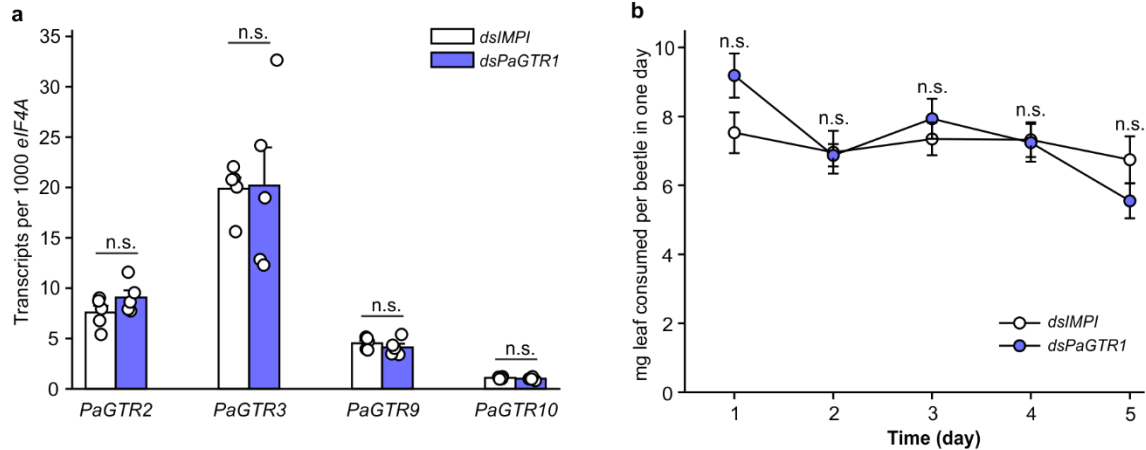 a
Transcripts per 1000 eIF4A
35
30
25
20
15
10
5
0
n.s.
n.s.
n.s.
n.s.
dsIMPI
dsPaGTR1
PaGTR2
PaGTR3
PaGTR9
PaGTR10
b
mg leaf consumed per beetle in one day
10
8
6
4
2
0
n.s.
n.s.
n.s.
n.s.
n.s.
dsIMPI
dsPaGTR1
1
2
3
4
5
Time (day)